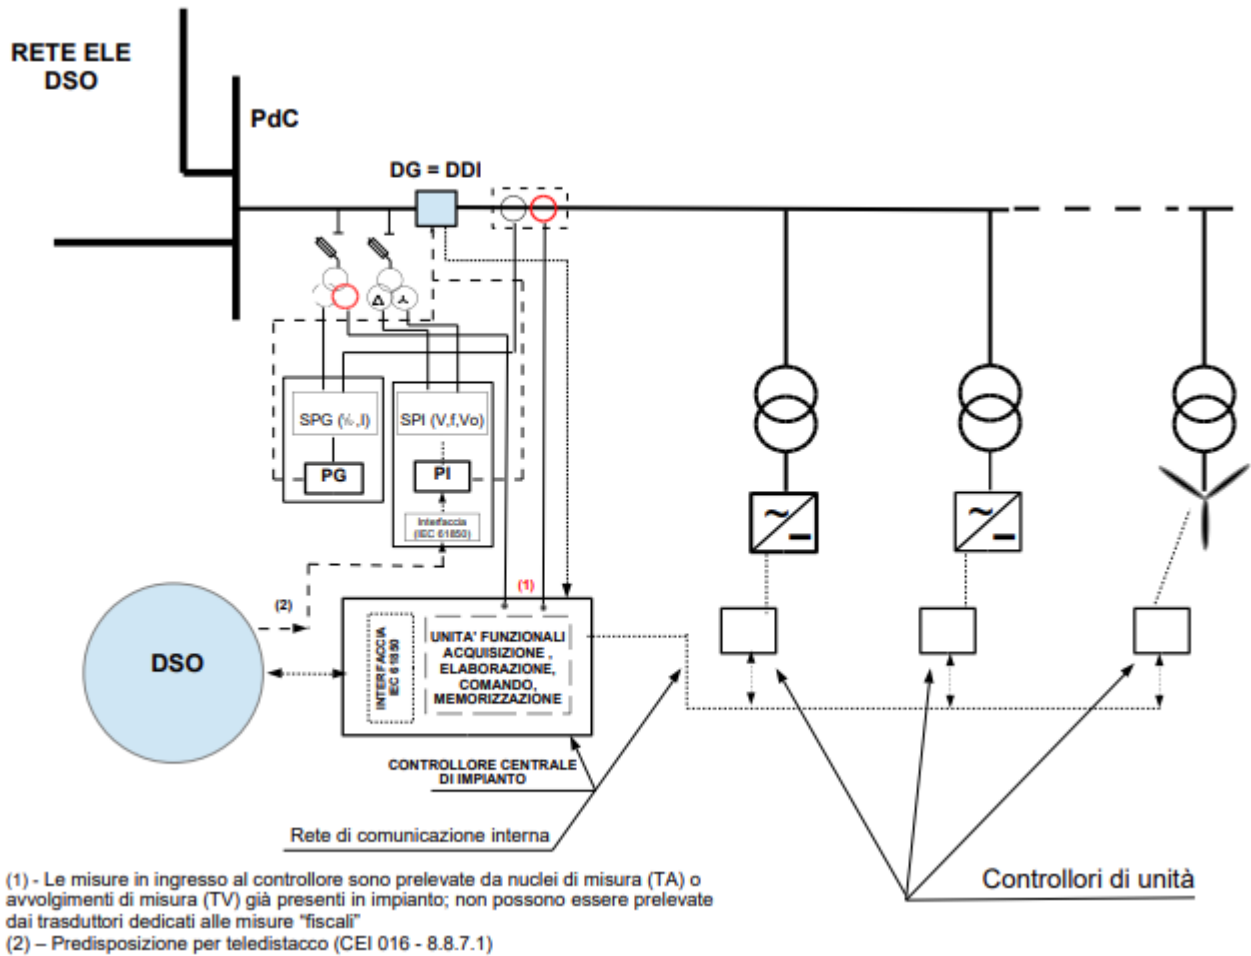 RETE ELE
DSO
PdC
DG = DDI
SPG (V₀,I)
SPI (V,f,Vo)
PG
PI
Interfaccia
(IEC 61850)
(1)
(2)
DSO
INTERFACCIA
IEC 61850
UNITA' FUNZIONALI
ACQUISIZIONE ,
ELABORAZIONE,
COMANDO,
MEMORIZZAZIONE
CONTROLLORE CENTRALE
DI IMPIANTO
Rete di comunicazione interna
Controllori di unità
(1) - Le misure in ingresso al controllore sono prelevate da nuclei di misura (TA) o
avvolgimenti di misura (TV) già presenti in impianto; non possono essere prelevate
dai trasduttori dedicati alle misure "fiscali"
(2) – Predisposizione per teledistacco (CEI 016 - 8.8.7.1)